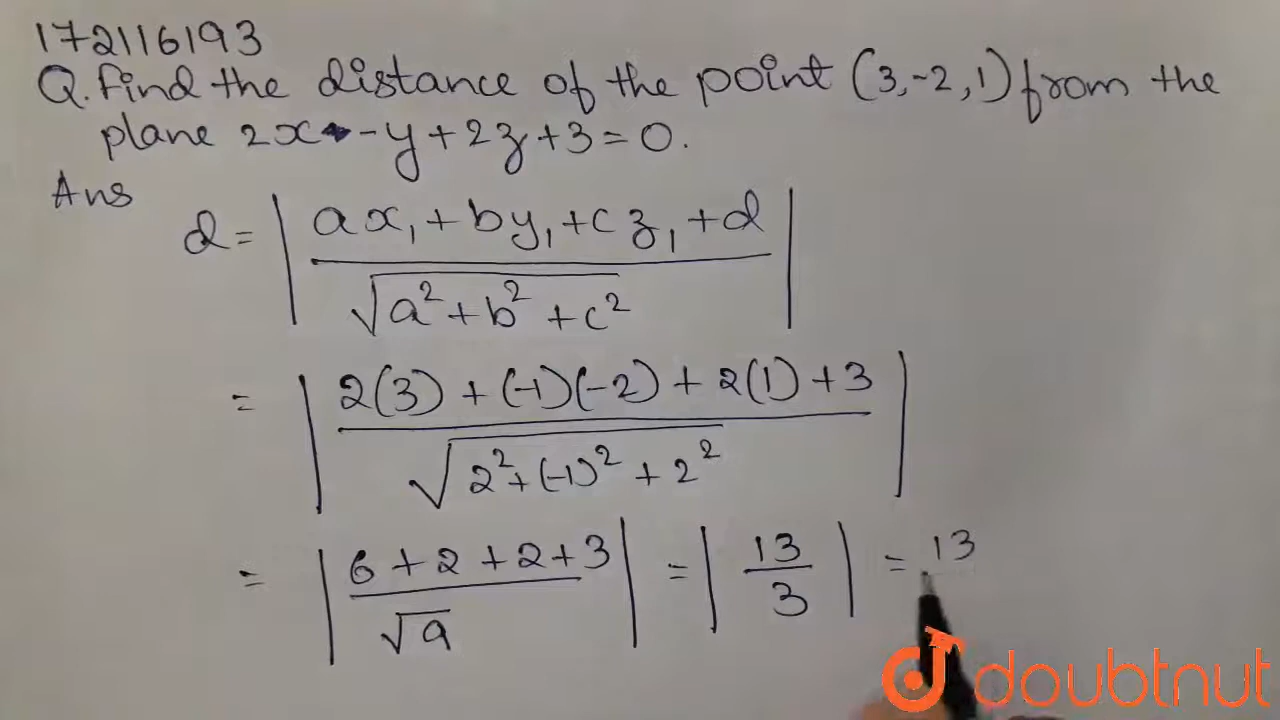 172116193
Q. Find the distance of the point (3,-2,1) from the
plane 2x-y+2z+3=0.
Ans
d = | (ax₁+by₁+cz₁+d) / √(a²+b²+c²) |
= | (2(3)+(-1)(-2)+2(1)+3) / √(2²+(-1)²+2²) |
= | (6+2+2+3) / √9 | = | 13/3 | = 13
doubtnut